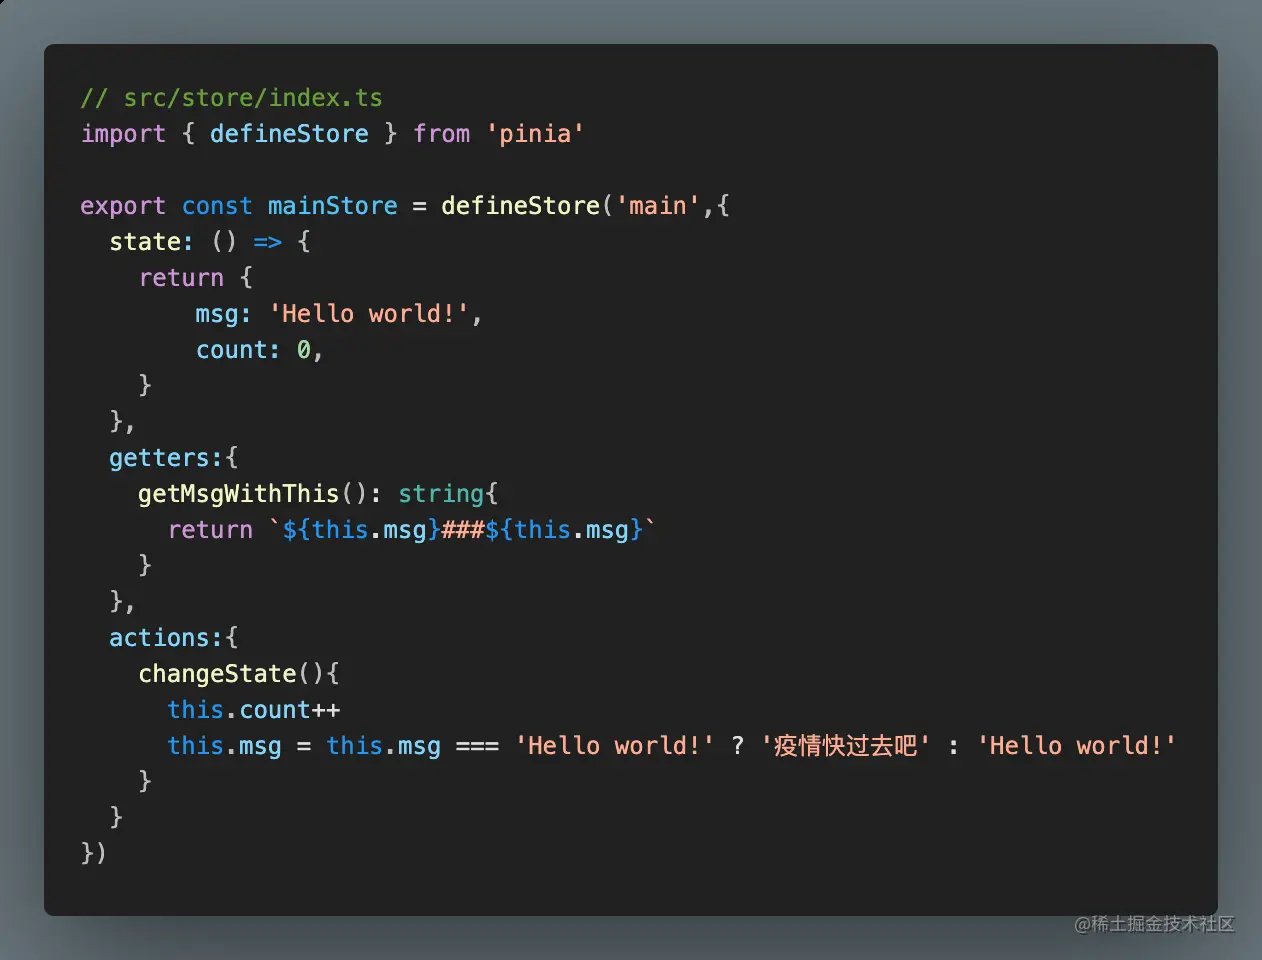 // src/store/index.ts
import { defineStore } from 'pinia'

export const mainStore = defineStore('main',{
  state: () => {
    return {
        msg: 'Hello world!',
        count: 0,
    }
  },
  getters:{
    getMsgWithThis(): string{
      return `${this.msg}###${this.msg}`
    }
  },
  actions:{
    changeState(){
      this.count++
      this.msg = this.msg === 'Hello world!' ? '疫情快过去吧' : 'Hello world!'
    }
  }
})
@稀土掘金技术社区